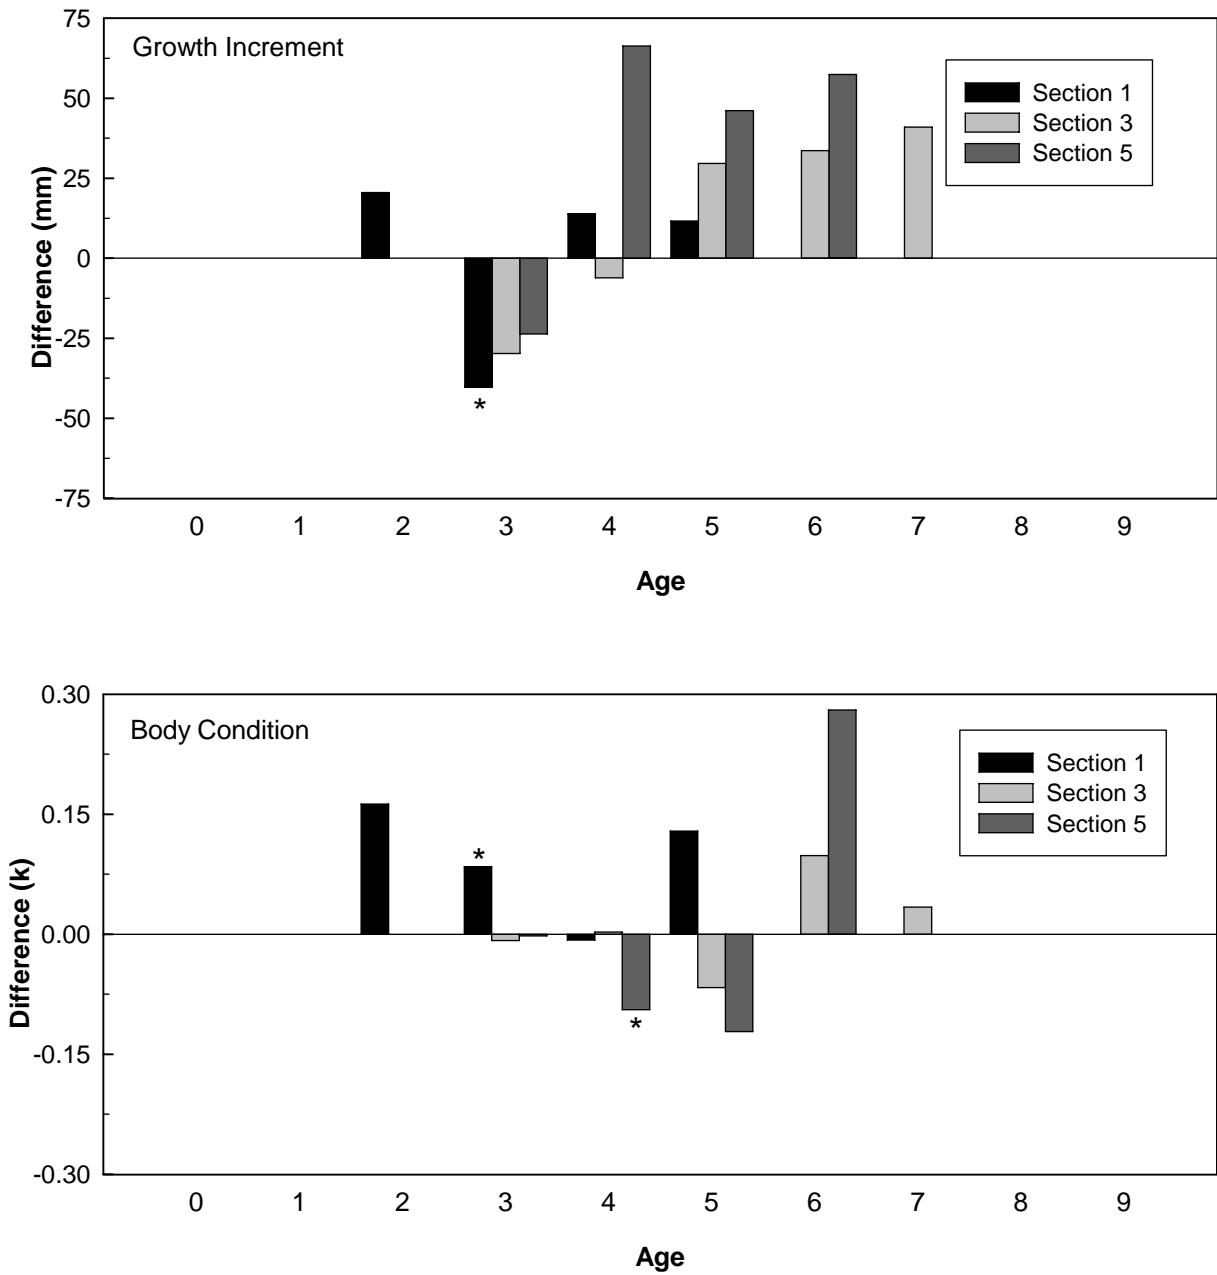 Growth Increment
Section 1
Section 3
Section 5
75
50
25
0
-25
-50
-75
Difference (mm)
*
0 1 2 3 4 5 6 7 8 9
Age
Body Condition
Section 1
Section 3
Section 5
0.30
0.15
0.00
-0.15
-0.30
Difference (k)
*
*
0 1 2 3 4 5 6 7 8 9
Age